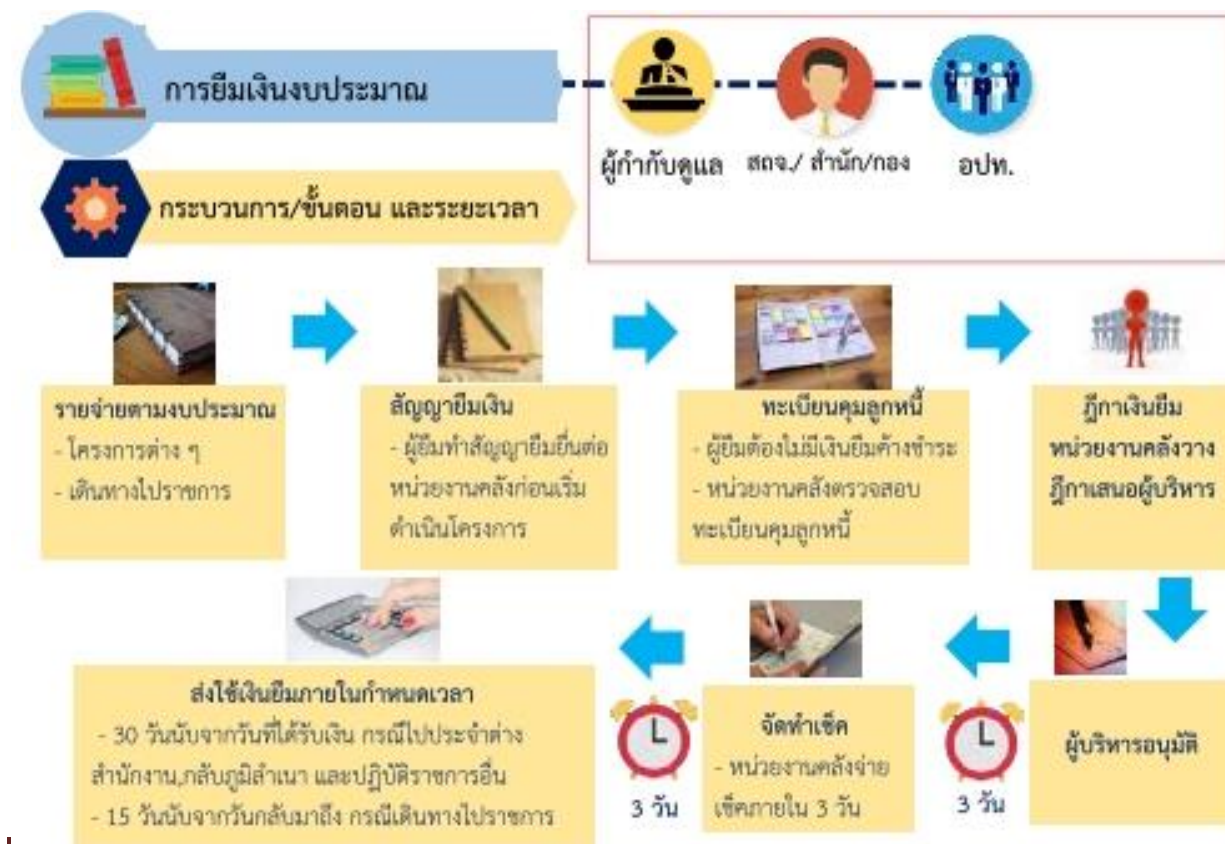 การยืมเงินงบประมาณ
ผู้กำกับดูแล
สถจ./ สำนัก/กอง
อปท.
กระบวนการ/ขั้นตอน และระยะเวลา
รายจ่ายตามงบประมาณ
- โครงการต่าง ๆ
- เดินทางไปราชการ
สัญญายืมเงิน
- ผู้ยืมทำสัญญายืมยื่นต่อ
หน่วยงานคลังก่อนเริ่ม
ดำเนินโครงการ
ทะเบียนคุมลูกหนี้
- ผู้ยืมต้องไม่มีเงินยืมค้างชำระ
- หน่วยงานคลังตรวจสอบ
ทะเบียนคุมลูกหนี้
ฎีกาเงินยืม
หน่วยงานคลังวาง
ฎีกาเสนอผู้บริหาร
ผู้บริหารอนุมัติ
3 วัน
จัดทำเช็ค
- หน่วยงานคลังจ่าย
เช็คภายใน 3 วัน
3 วัน
ส่งใช้เงินยืมภายในกำหนดเวลา
- 30 วันนับจากวันที่ได้รับเงิน กรณีไปประจำต่าง
สำนักงาน,กลับภูมิลำเนา และปฏิบัติราชการอื่น
- 15 วันนับจากวันกลับมาถึง กรณีเดินทางไปราชการ